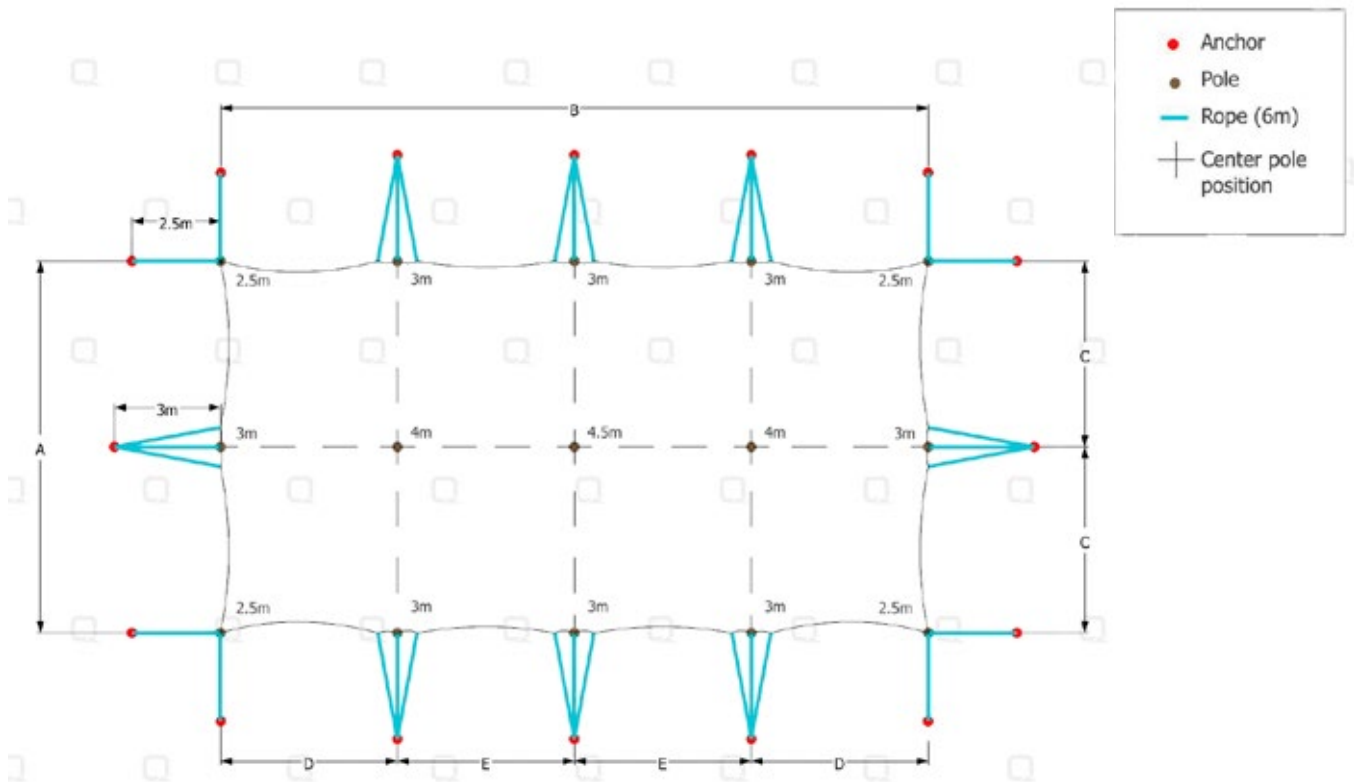 Anchor
Pole
Rope (6m)
Center pole
position
B
2.5m
2.5m
3m
3m
3m
2.5m
C
3m
A
3m
4m
4.5m
4m
3m
C
2.5m
3m
3m
3m
2.5m
D
E
E
D